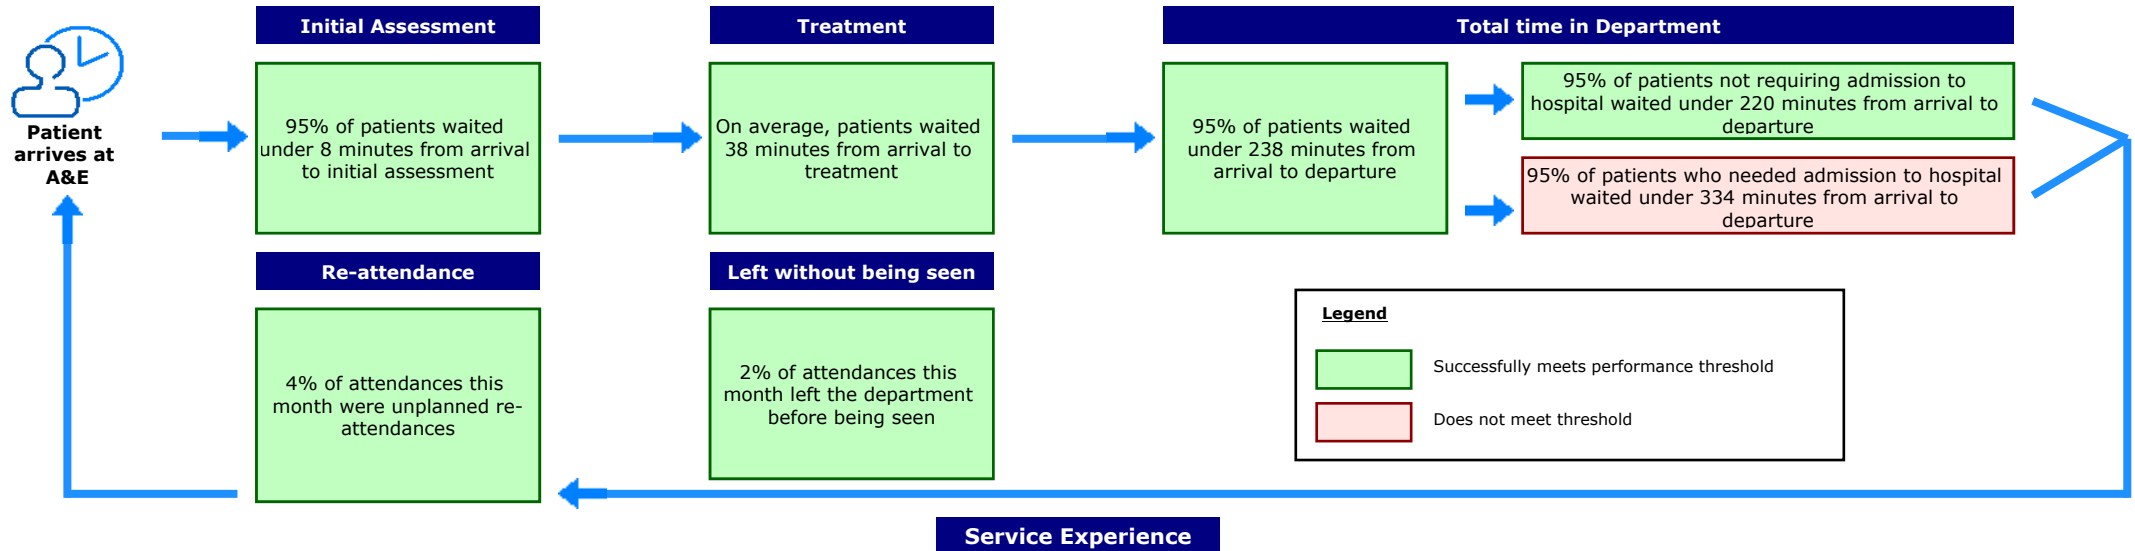 Initial Assessment
Treatment
Total time in Department
Patient
arrives at
A&E
95% of patients waited
under 8 minutes from arrival
to initial assessment
On average, patients waited
38 minutes from arrival to
treatment
95% of patients waited
under 238 minutes from
arrival to departure
95% of patients not requiring admission to
hospital waited under 220 minutes from arrival to
departure
95% of patients who needed admission to hospital
waited under 334 minutes from arrival to
departure
Re-attendance
Left without being seen
4% of attendances this
month were unplanned re-
attendances
2% of attendances this
month left the department
before being seen
Legend
Successfully meets performance threshold
Does not meet threshold
Service Experience